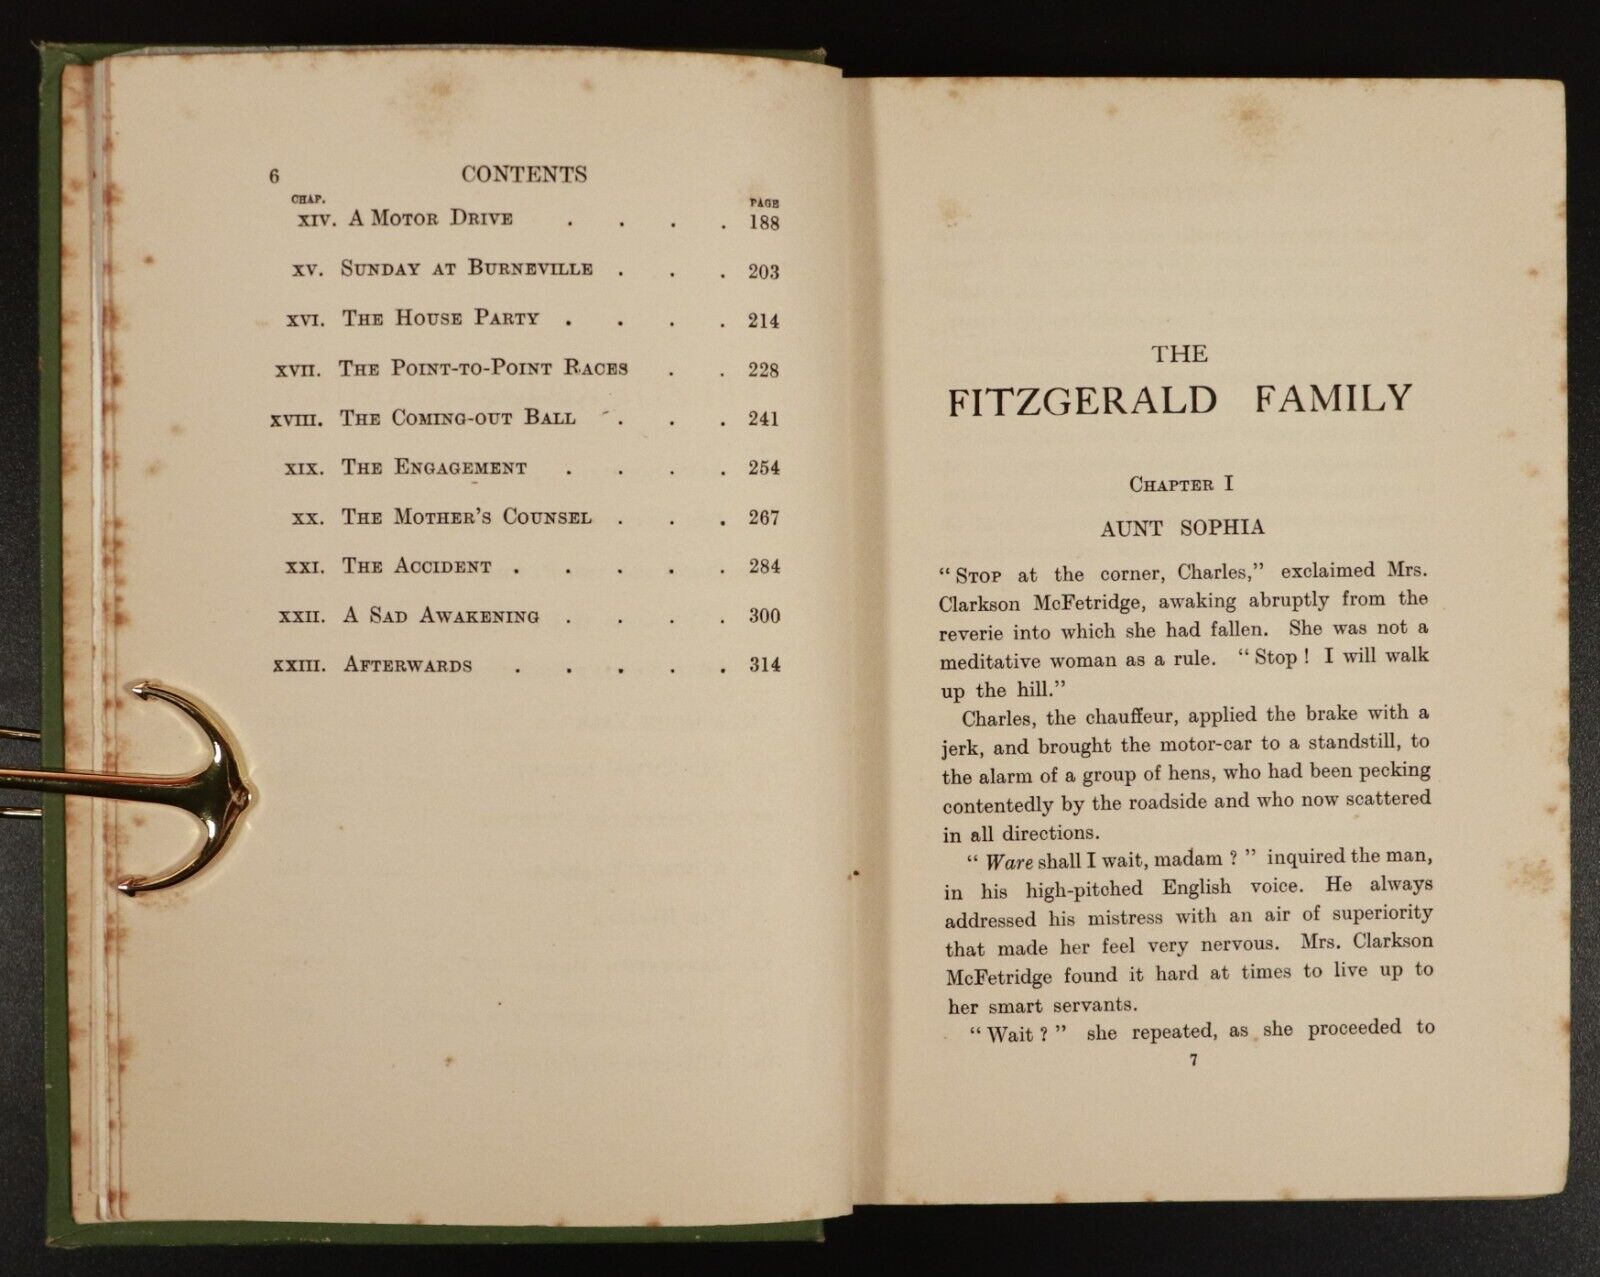 6 CONTENTS
CHAP. PAGE
XIV. A MOTOR DRIVE . . . . 188
XV. SUNDAY AT BURNEVILLE . . . 203
XVI. THE HOUSE PARTY . . . . 214
XVII. THE POINT-TO-POINT RACES . . 228
XVIII. THE COMING-OUT BALL . . . 241
XIX. THE ENGAGEMENT . . . . 254
XX. THE MOTHER'S COUNSEL . . . 267
XXI. THE ACCIDENT . . . . . 284
XXII. A SAD AWAKENING . . . . 300
XXIII. AFTERWARDS . . . . . 314
THE
FITZGERALD FAMILY
CHAPTER I
AUNT SOPHIA
“STOP at the corner, Charles,” exclaimed Mrs.
Clarkson McFetridge, awaking abruptly from the
reverie into which she had fallen. She was not a
meditative woman as a rule. “Stop! I will walk
up the hill.”
Charles, the chauffeur, applied the brake with a
jerk, and brought the motor-car to a standstill, to
the alarm of a group of hens, who had been pecking
contentedly by the roadside and who now scattered
in all directions.
“Ware shall I wait, madam?” inquired the man,
in his high-pitched English voice. He always
addressed his mistress with an air of superiority
that made her feel very nervous. Mrs. Clarkson
McFetridge found it hard at times to live up to
her smart servants.
“Wait?” she repeated, as she proceeded to
7